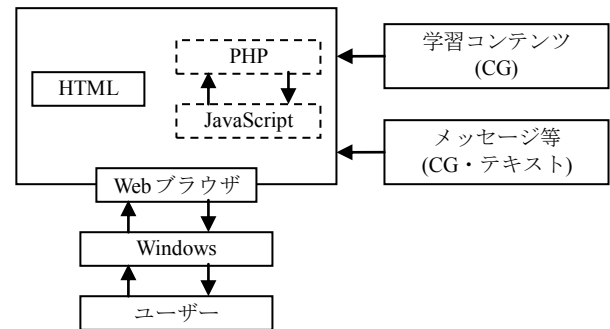 PHP
HTML
JavaScript
学習コンテンツ
(CG)
メッセージ等
(CG・テキスト)
Webブラウザ
Windows
ユーザー